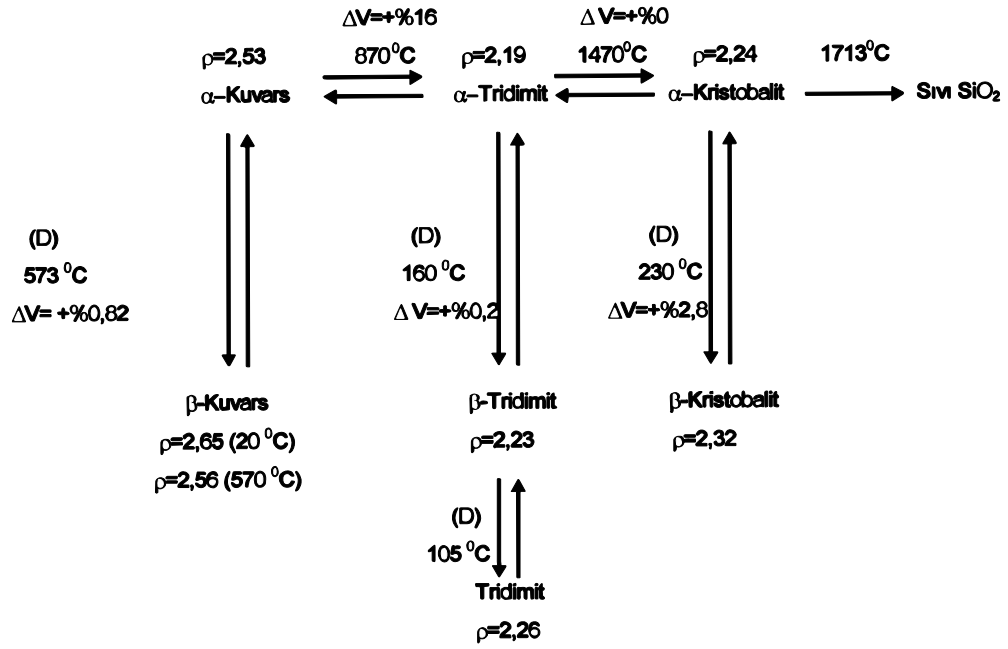 ΔV=+%16
ΔV=+%0
ρ=2,53
870⁰C
ρ=2,19
1470⁰C
ρ=2,24
1713⁰C
α–Kuvars
α–Tridimit
α–Kristobalit
Sıvı SiO₂
(D)
573 ⁰C
ΔV= +%0,82
(D)
160 ⁰C
Δ V=+%0,2
(D)
230 ⁰C
ΔV=+%2,8
β-Kuvars
ρ=2,65 (20 ⁰C)
ρ=2,56 (570 ⁰C)
β-Tridimit
ρ=2,23
β-Kristobalit
ρ=2,32
(D)
105 ⁰C
Tridimit
ρ=2,26